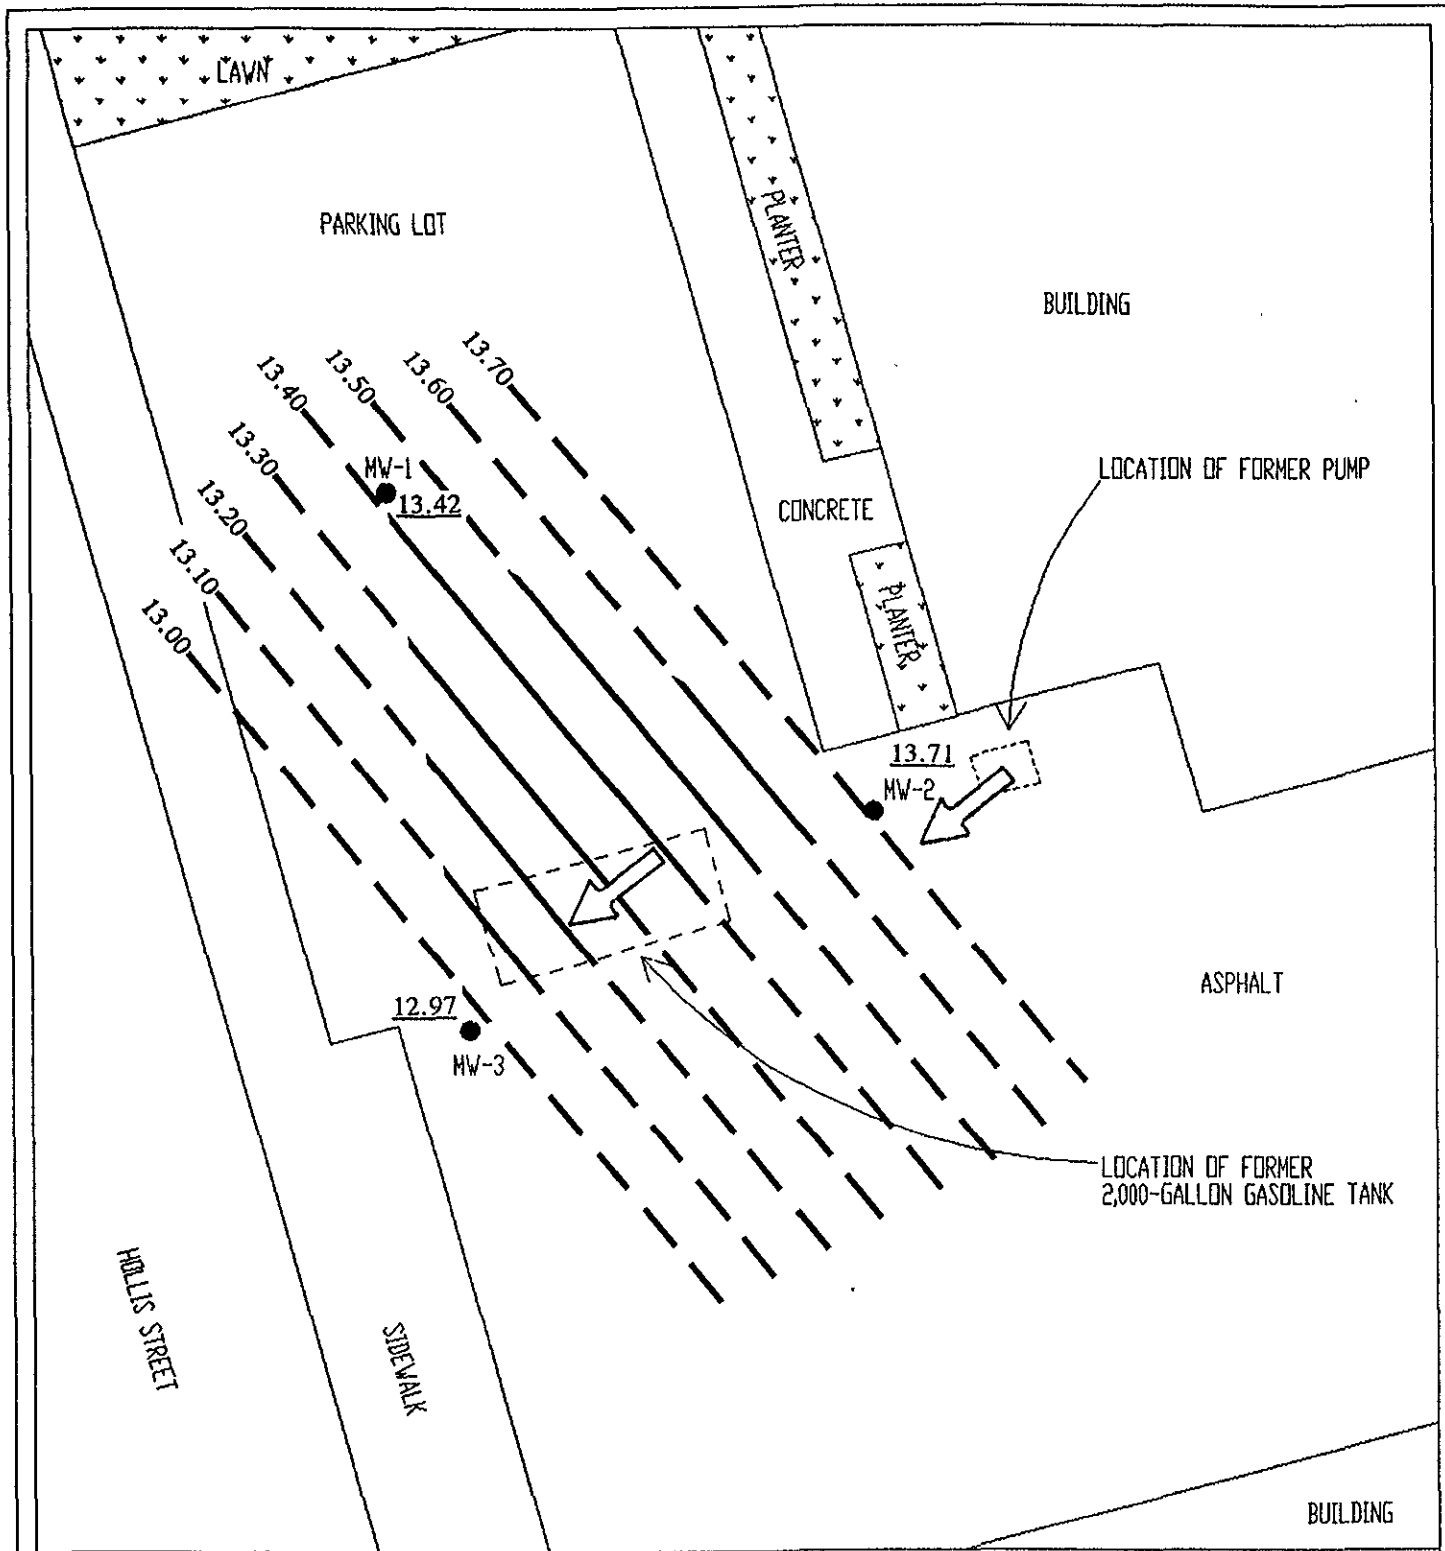 LAWN
PARKING LOT
PLANTER
BUILDING
13.70
13.60
13.50
13.40
13.30
13.20
13.10
13.00
MW-1
13.42
LOCATION OF FORMER PUMP
CONCRETE
PLANTER
13.71
MW-2
ASPHALT
12.97
MW-3
LOCATION OF FORMER
2,000-GALLON GASOLINE TANK
HOLLIS STREET
SIDEWALK
BUILDING